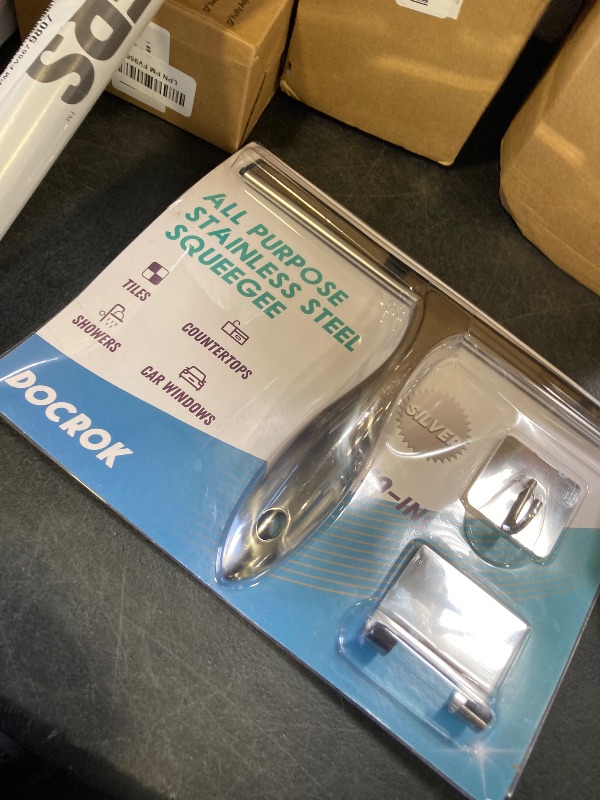 ALL PURPOSE
STAINLESS STEEL
SQUEEGEE
TILES
SHOWERS
COUNTERTOPS
CAR WINDOWS
DOCROK
SILVER